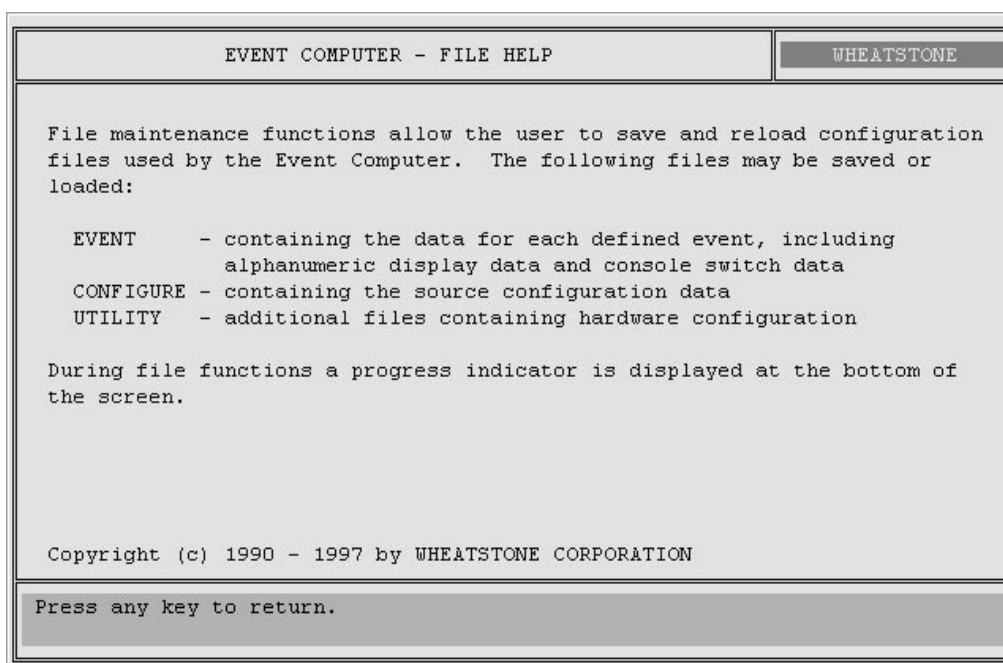 EVENT COMPUTER - FILE HELP
WHEATSTONE
File maintenance functions allow the user to save and reload configuration
files used by the Event Computer.  The following files may be saved or
loaded:
EVENT     - containing the data for each defined event, including
alphanumeric display data and console switch data
CONFIGURE - containing the source configuration data
UTILITY   - additional files containing hardware configuration
During file functions a progress indicator is displayed at the bottom of
the screen.
Copyright (c) 1990 - 1997 by WHEATSTONE CORPORATION
Press any key to return.